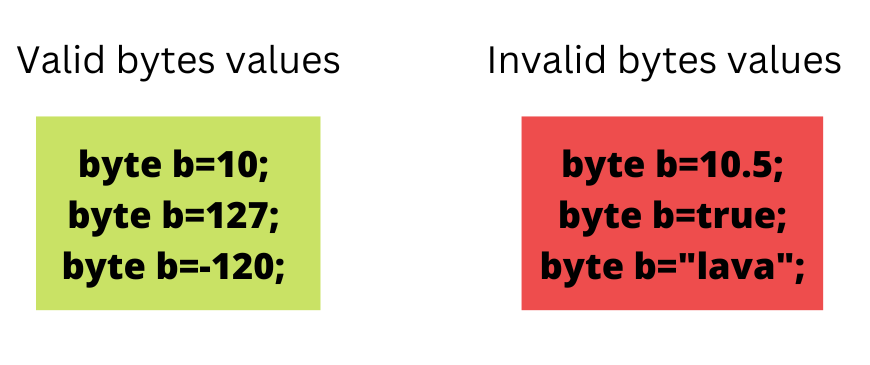 Valid bytes values
byte b=10;
byte b=127;
byte b=-120;
Invalid bytes values
byte b=10.5;
byte b=true;
byte b="lava";